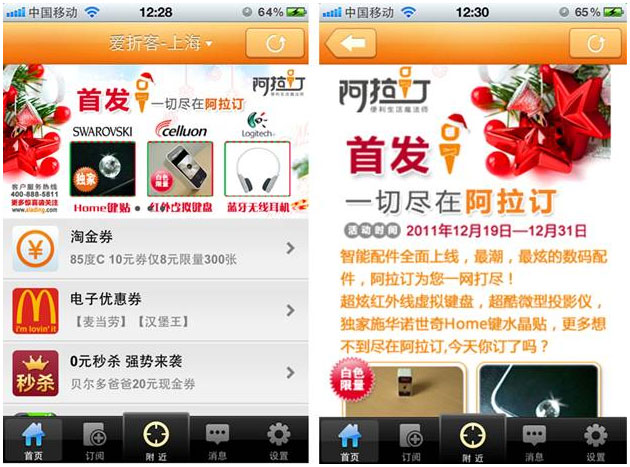 中国移动
12:28
64%
爱折客-上海
首发
一切尽在阿拉订
阿拉订
便利生活魔法师
SWAROVSKI
celluon
Logitech
独家
白色
限量
客户服务热线
400-888-5811
更多惊喜请关注
www.alading.com
Home键贴
红外虚拟键盘
蓝牙无线耳机
淘金券
85度C 10元券仅8元限量300张
i'm lovin' it
电子优惠券
【麦当劳】【汉堡王】
秒杀
0元秒杀 强势来袭
贝尔多爸爸20元现金券
首页
订阅
附近
消息
设置
中国移动
12:30
65%
阿拉订
便利生活魔法师
首发
一切尽在阿拉订
活动时间 2011年12月19日—12月31日
智能配件全面上线，最潮，最炫的数码配
件，阿拉订为您一网打尽！
超炫红外线虚拟键盘，超酷微型投影仪，
独家施华诺世奇Home键水晶贴，更多想
不到尽在阿拉订,今天你订了吗？
白色
限量
首页
订阅
附近
消息
设置